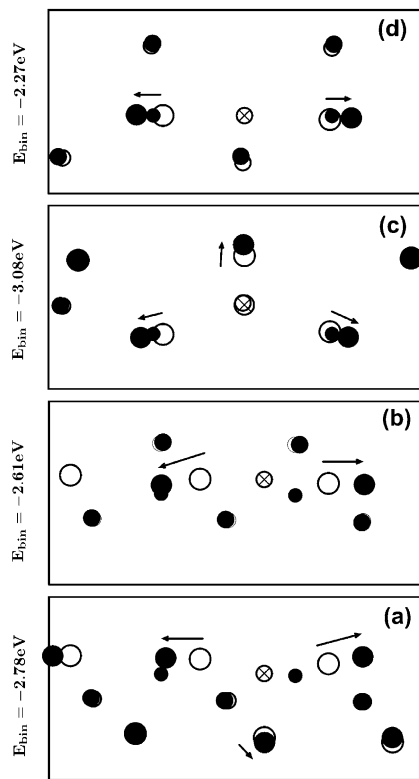 (d)
E_bin = −2.27eV
(c)
E_bin = −3.08eV
(b)
E_bin = −2.61eV
(a)
E_bin = −2.78eV